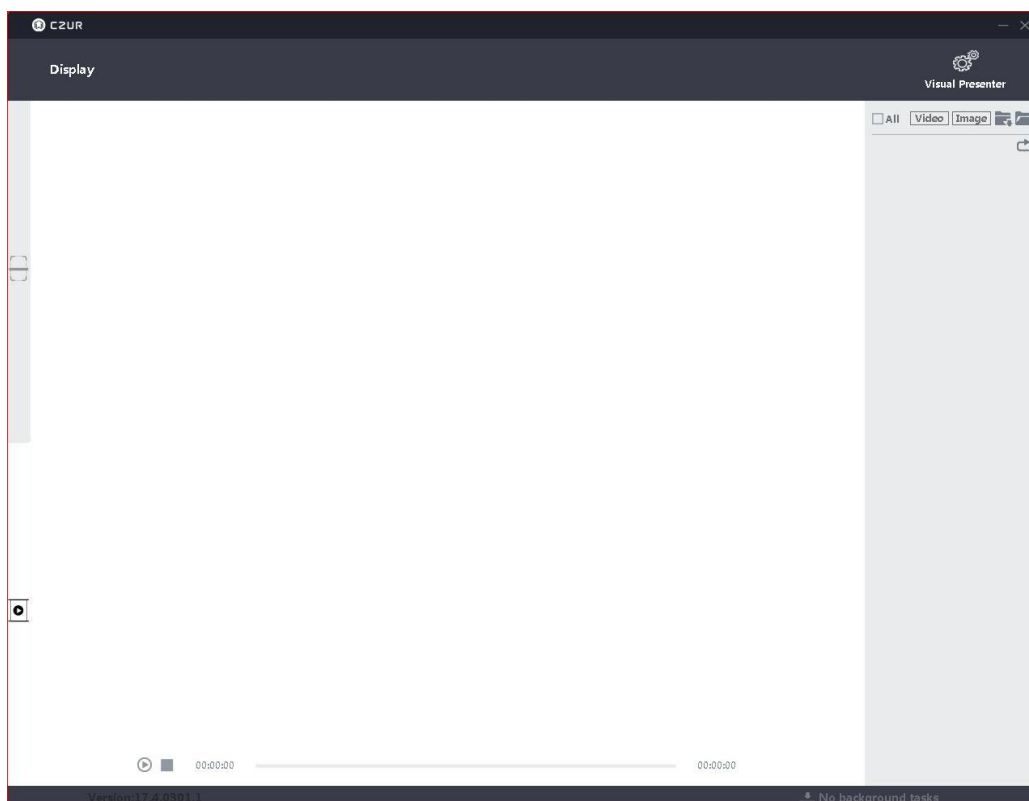 CZUR
Display
Visual Presenter
All Video Image
00:00:00 00:00:00
Version:17.4.0301.1 No background tasks